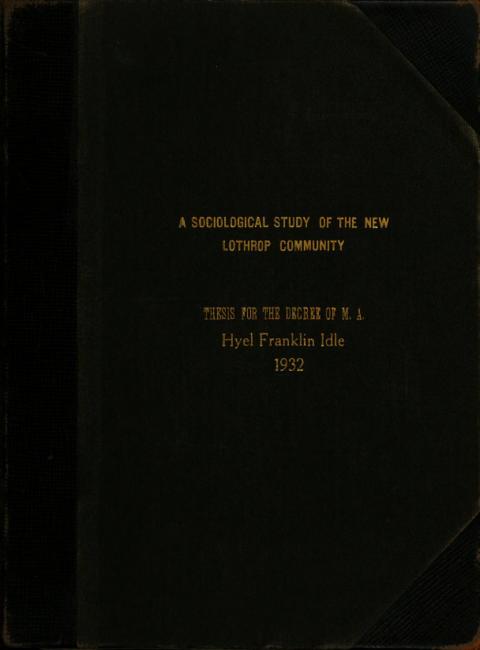 A SOCIOLOGICAL STUDY OF THE NEW
LOTHROP COMMUNITY
THESIS FOR THE DEGREE OF M. A.
Hyel Franklin Idle
1932